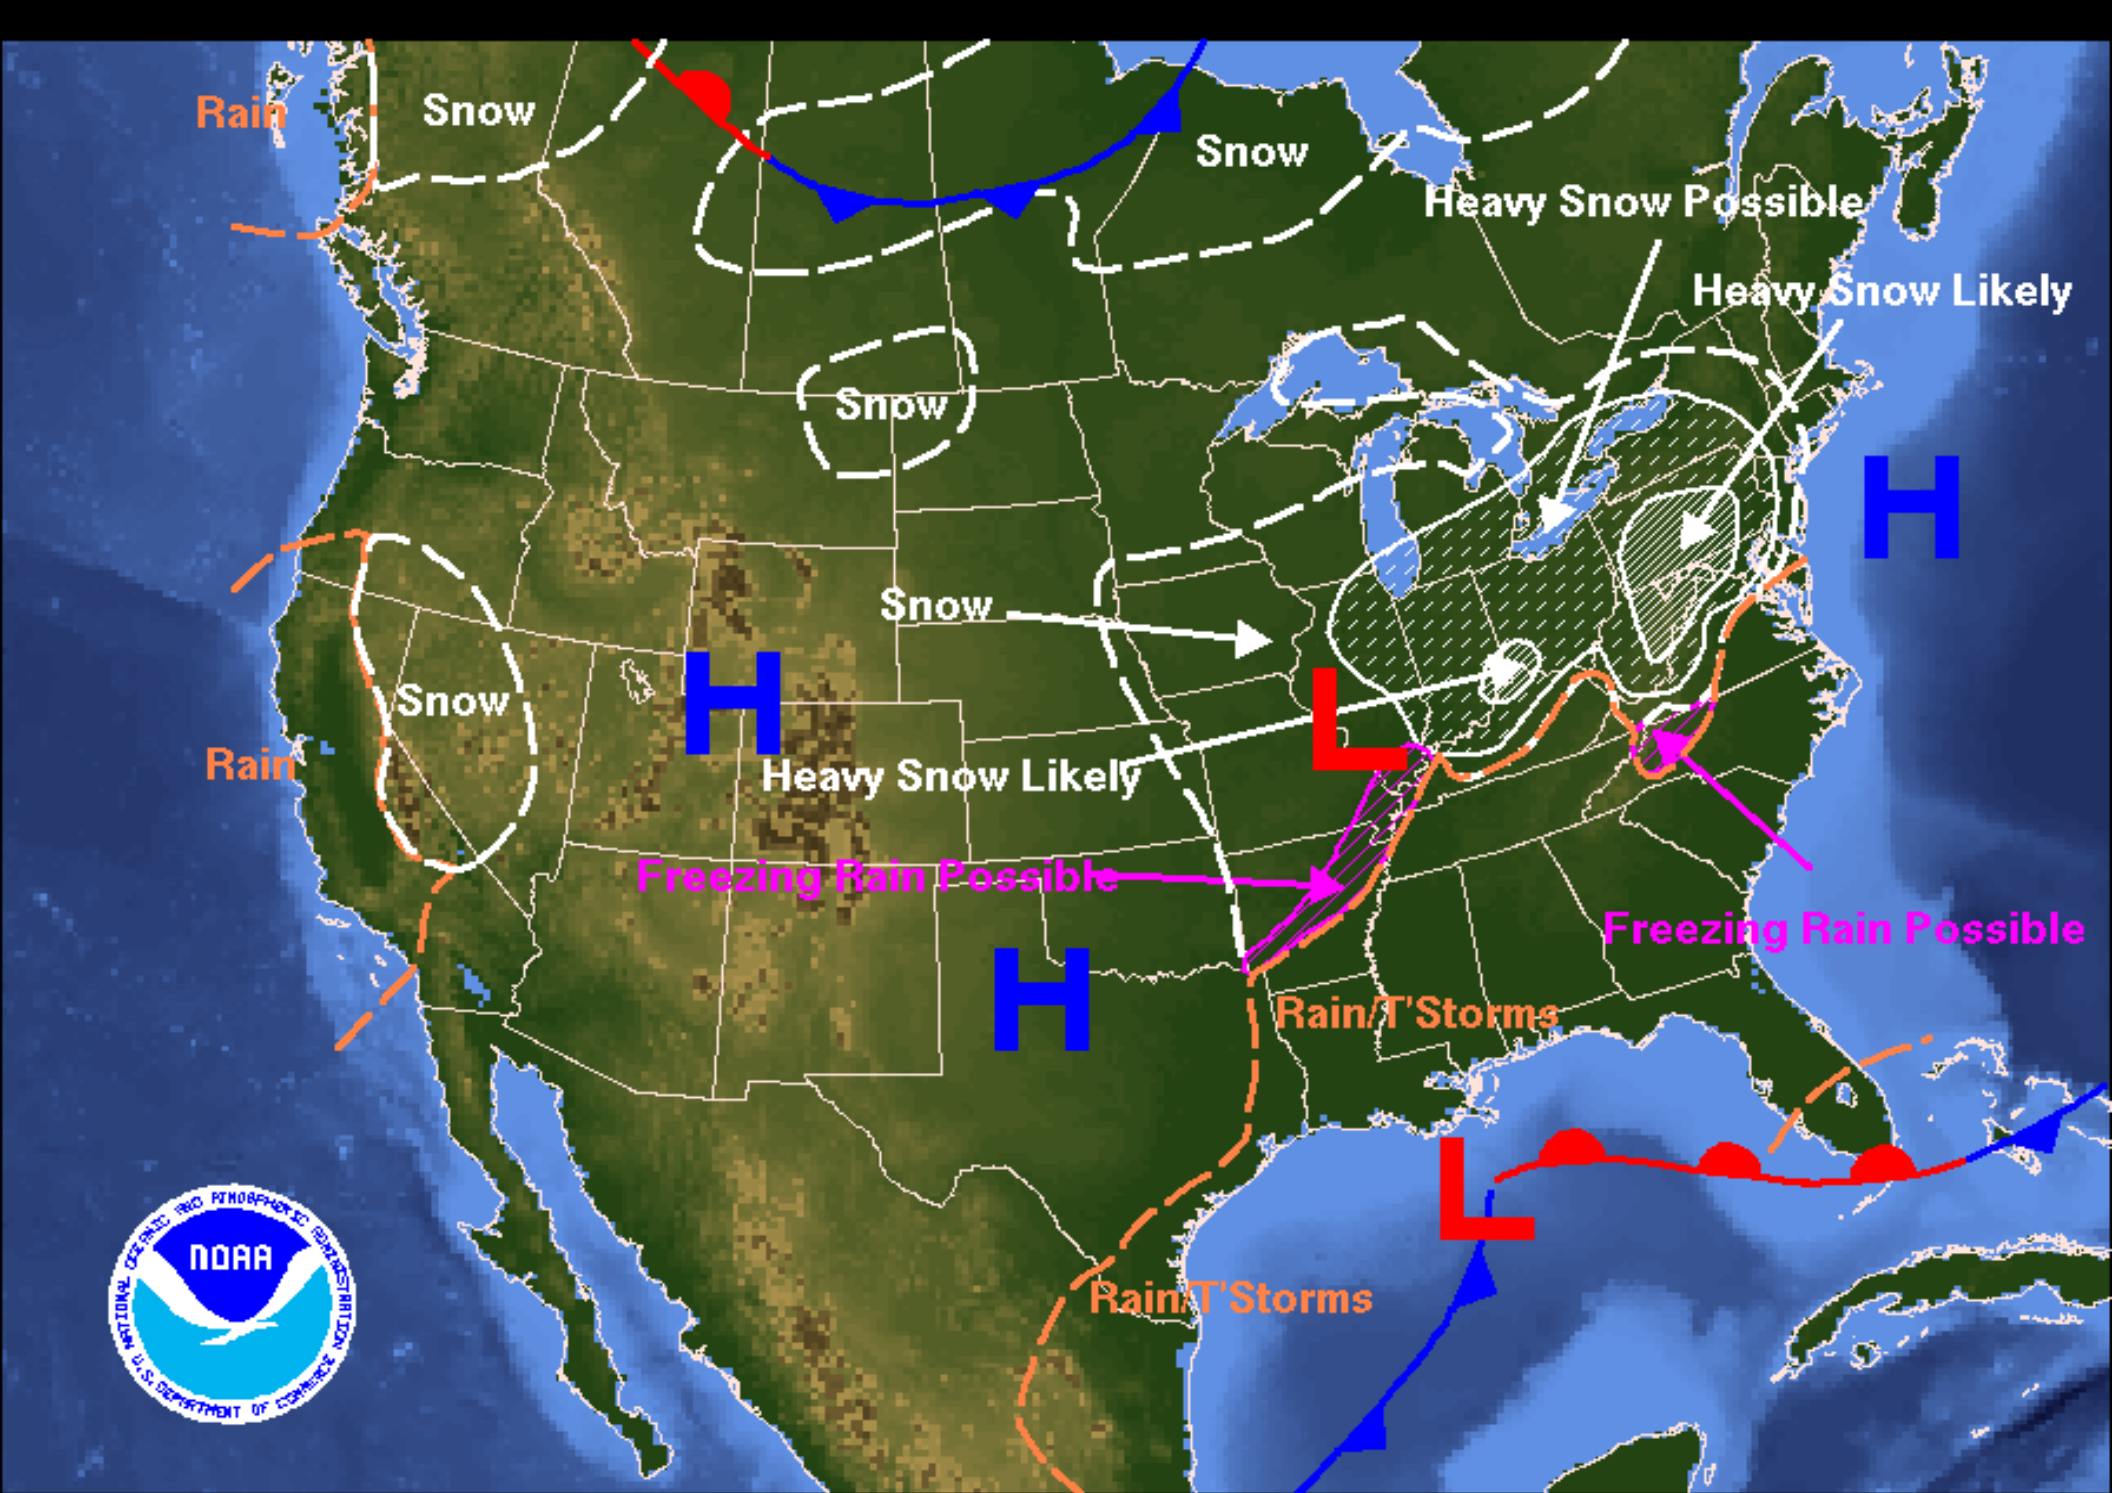 Rain
Snow
Snow
Heavy Snow Possible
Heavy Snow Likely
Snow
H
Snow
H
Snow
L
Rain
Heavy Snow Likely
Freezing Rain Possible
Freezing Rain Possible
H
Rain/T'Storms
L
Rain/T'Storms
NATIONAL OCEANIC AND ATMOSPHERIC ADMINISTRATION
NOAA
U.S. DEPARTMENT OF COMMERCE